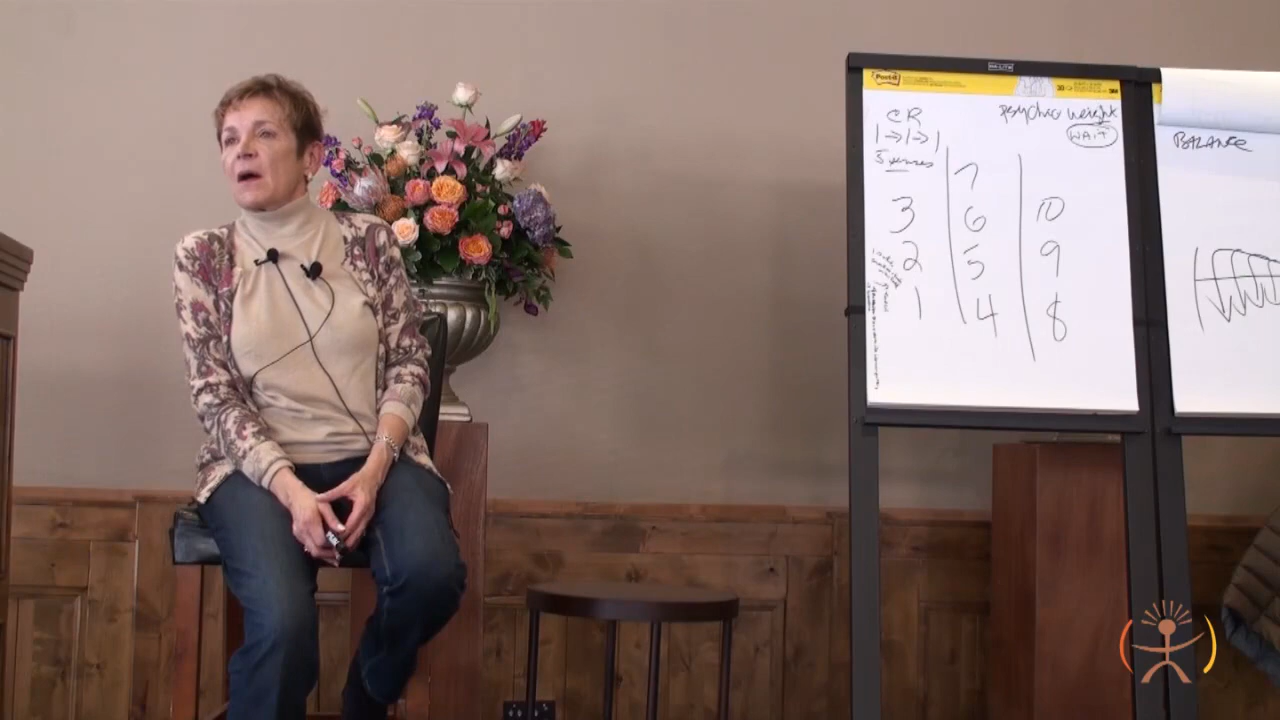 Post-it
CR
psychic weight
1→1→1
WAIT
5 senses
7
3 6 10
2 5 9
1 4 8
BALANCE